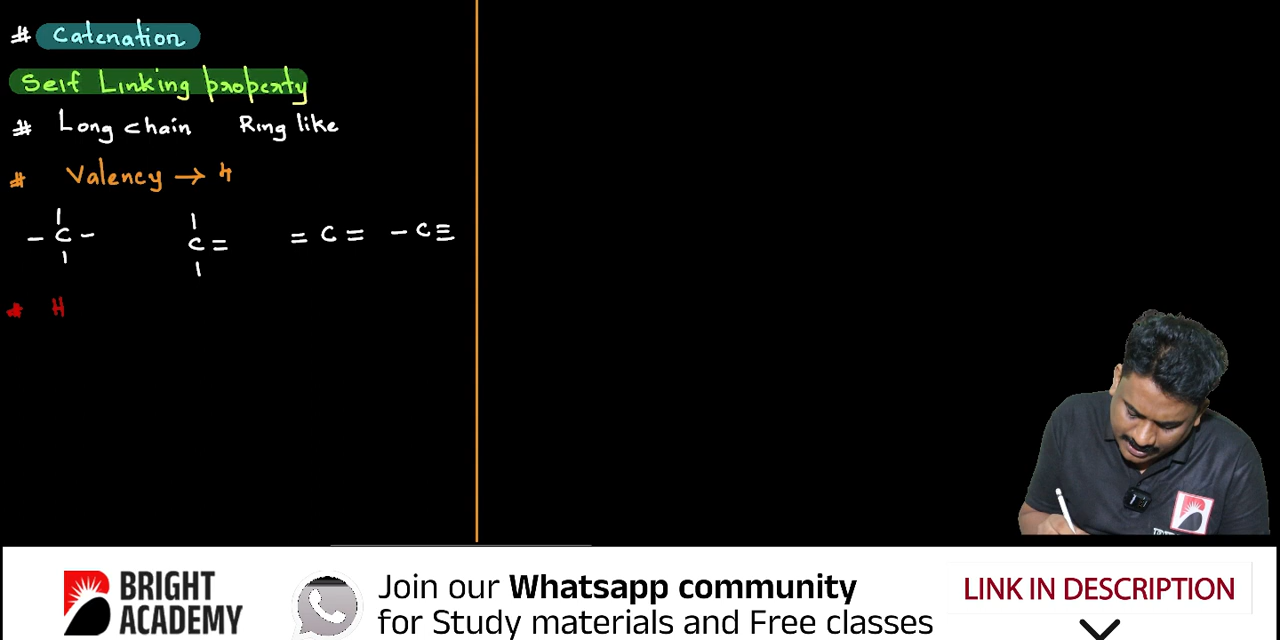 # Catenation
Self Linking property
# Long chain Ring like
# Valency → 4
– C –   C =   = C =   – C ≡
# H
BRIGHT
ACADEMY
Join our Whatsapp community
for Study materials and Free classes
LINK IN DESCRIPTION